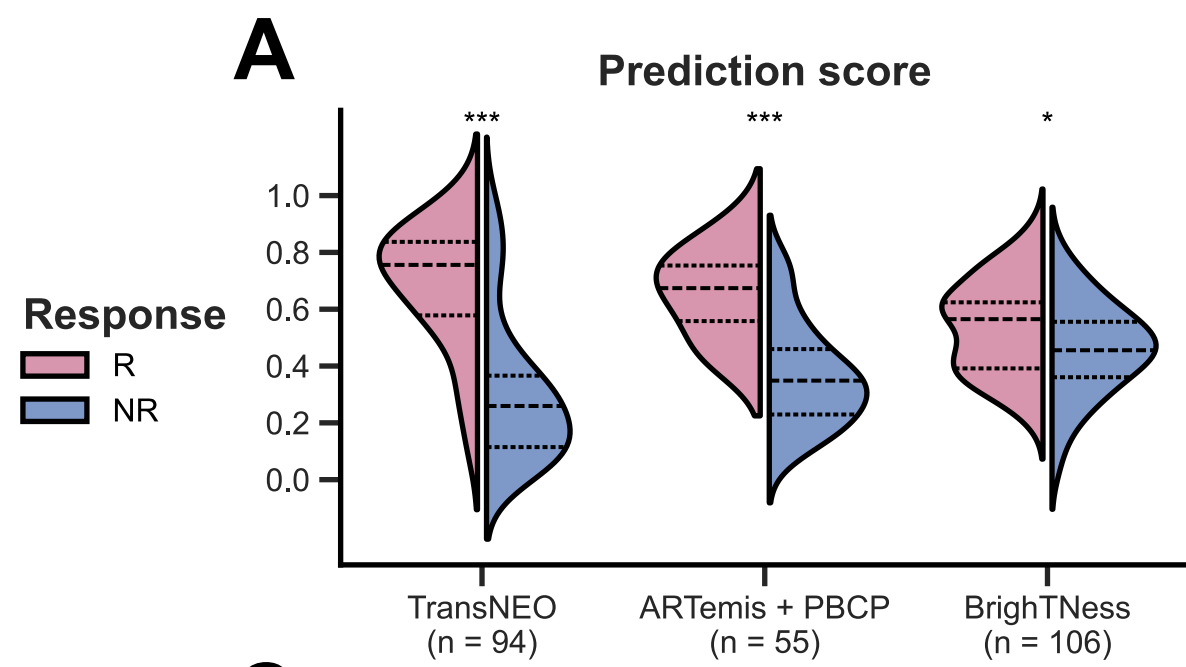 A
Prediction score
*** *** *
1.0
0.8
0.6
0.4
0.2
0.0
Response
R
NR
TransNEO ARTemis + PBCP BrighTNess
(n = 94) (n = 55) (n = 106)